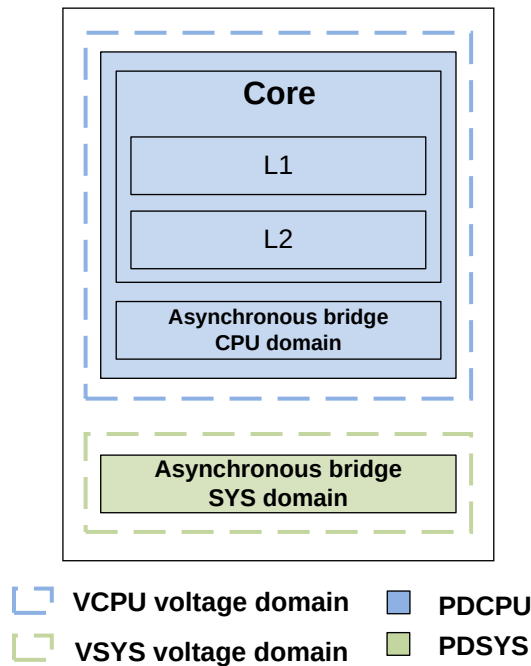 Core
L1
L2
Asynchronous bridge
CPU domain
Asynchronous bridge
SYS domain
VCPU voltage domain
PDCPU
VSYS voltage domain
PDSYS